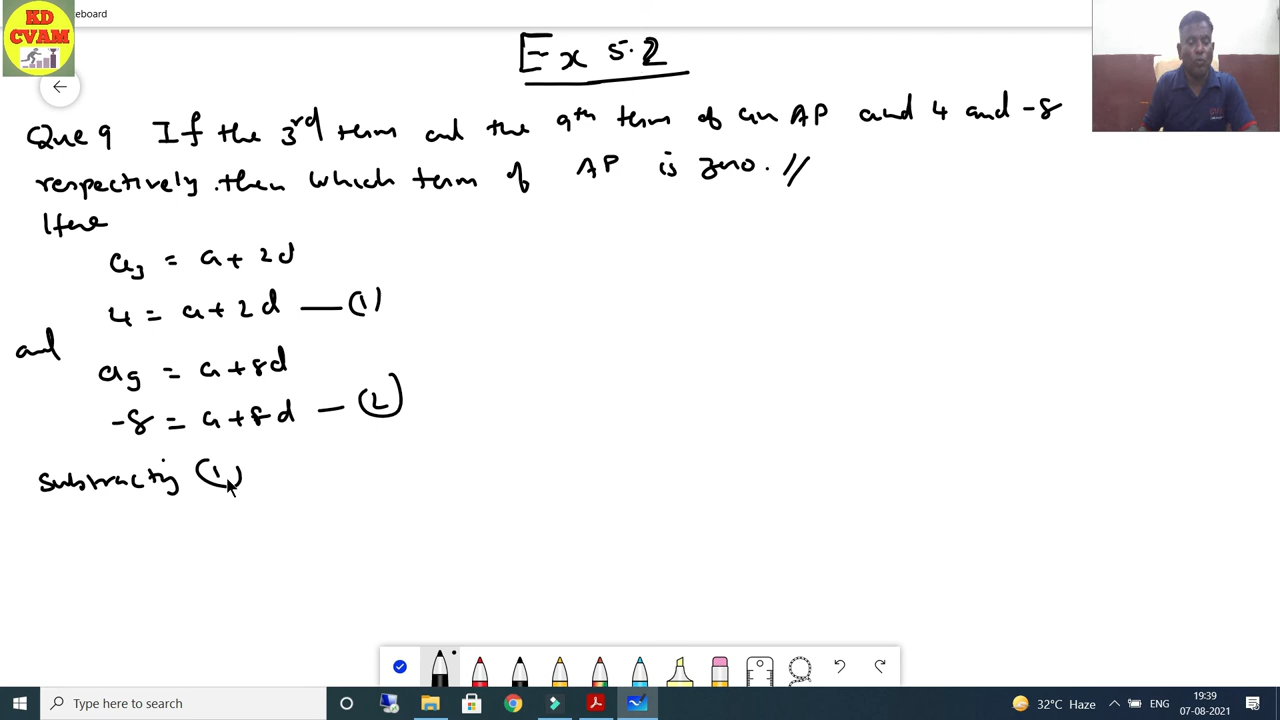 eboard
KD
CVAM
Ex 5.2
Que 9 If the 3rd term and the 9th term of an AP and 4 and -8
respectively .then which term of AP is zero. //
Here
a3 = a + 2d
4 = a + 2d — (1)
and
a9 = a + 8d
-8 = a + 8d — (2)
Subtracting (1)
Type here to search
32°C Haze
ENG
19:39
07-08-2021